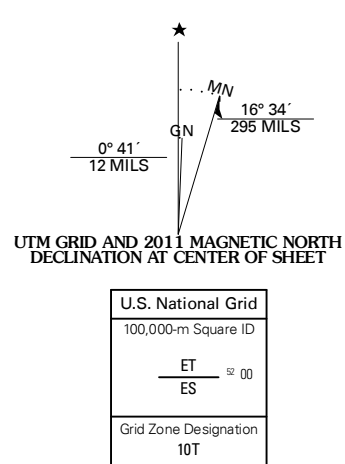 ★
MN
16° 34´
295 MILS
GN
0° 41´
12 MILS
UTM GRID AND 2011 MAGNETIC NORTH
DECLINATION AT CENTER OF SHEET
U.S. National Grid
100,000-m Square ID
ET
52 00
ES
Grid Zone Designation
10T